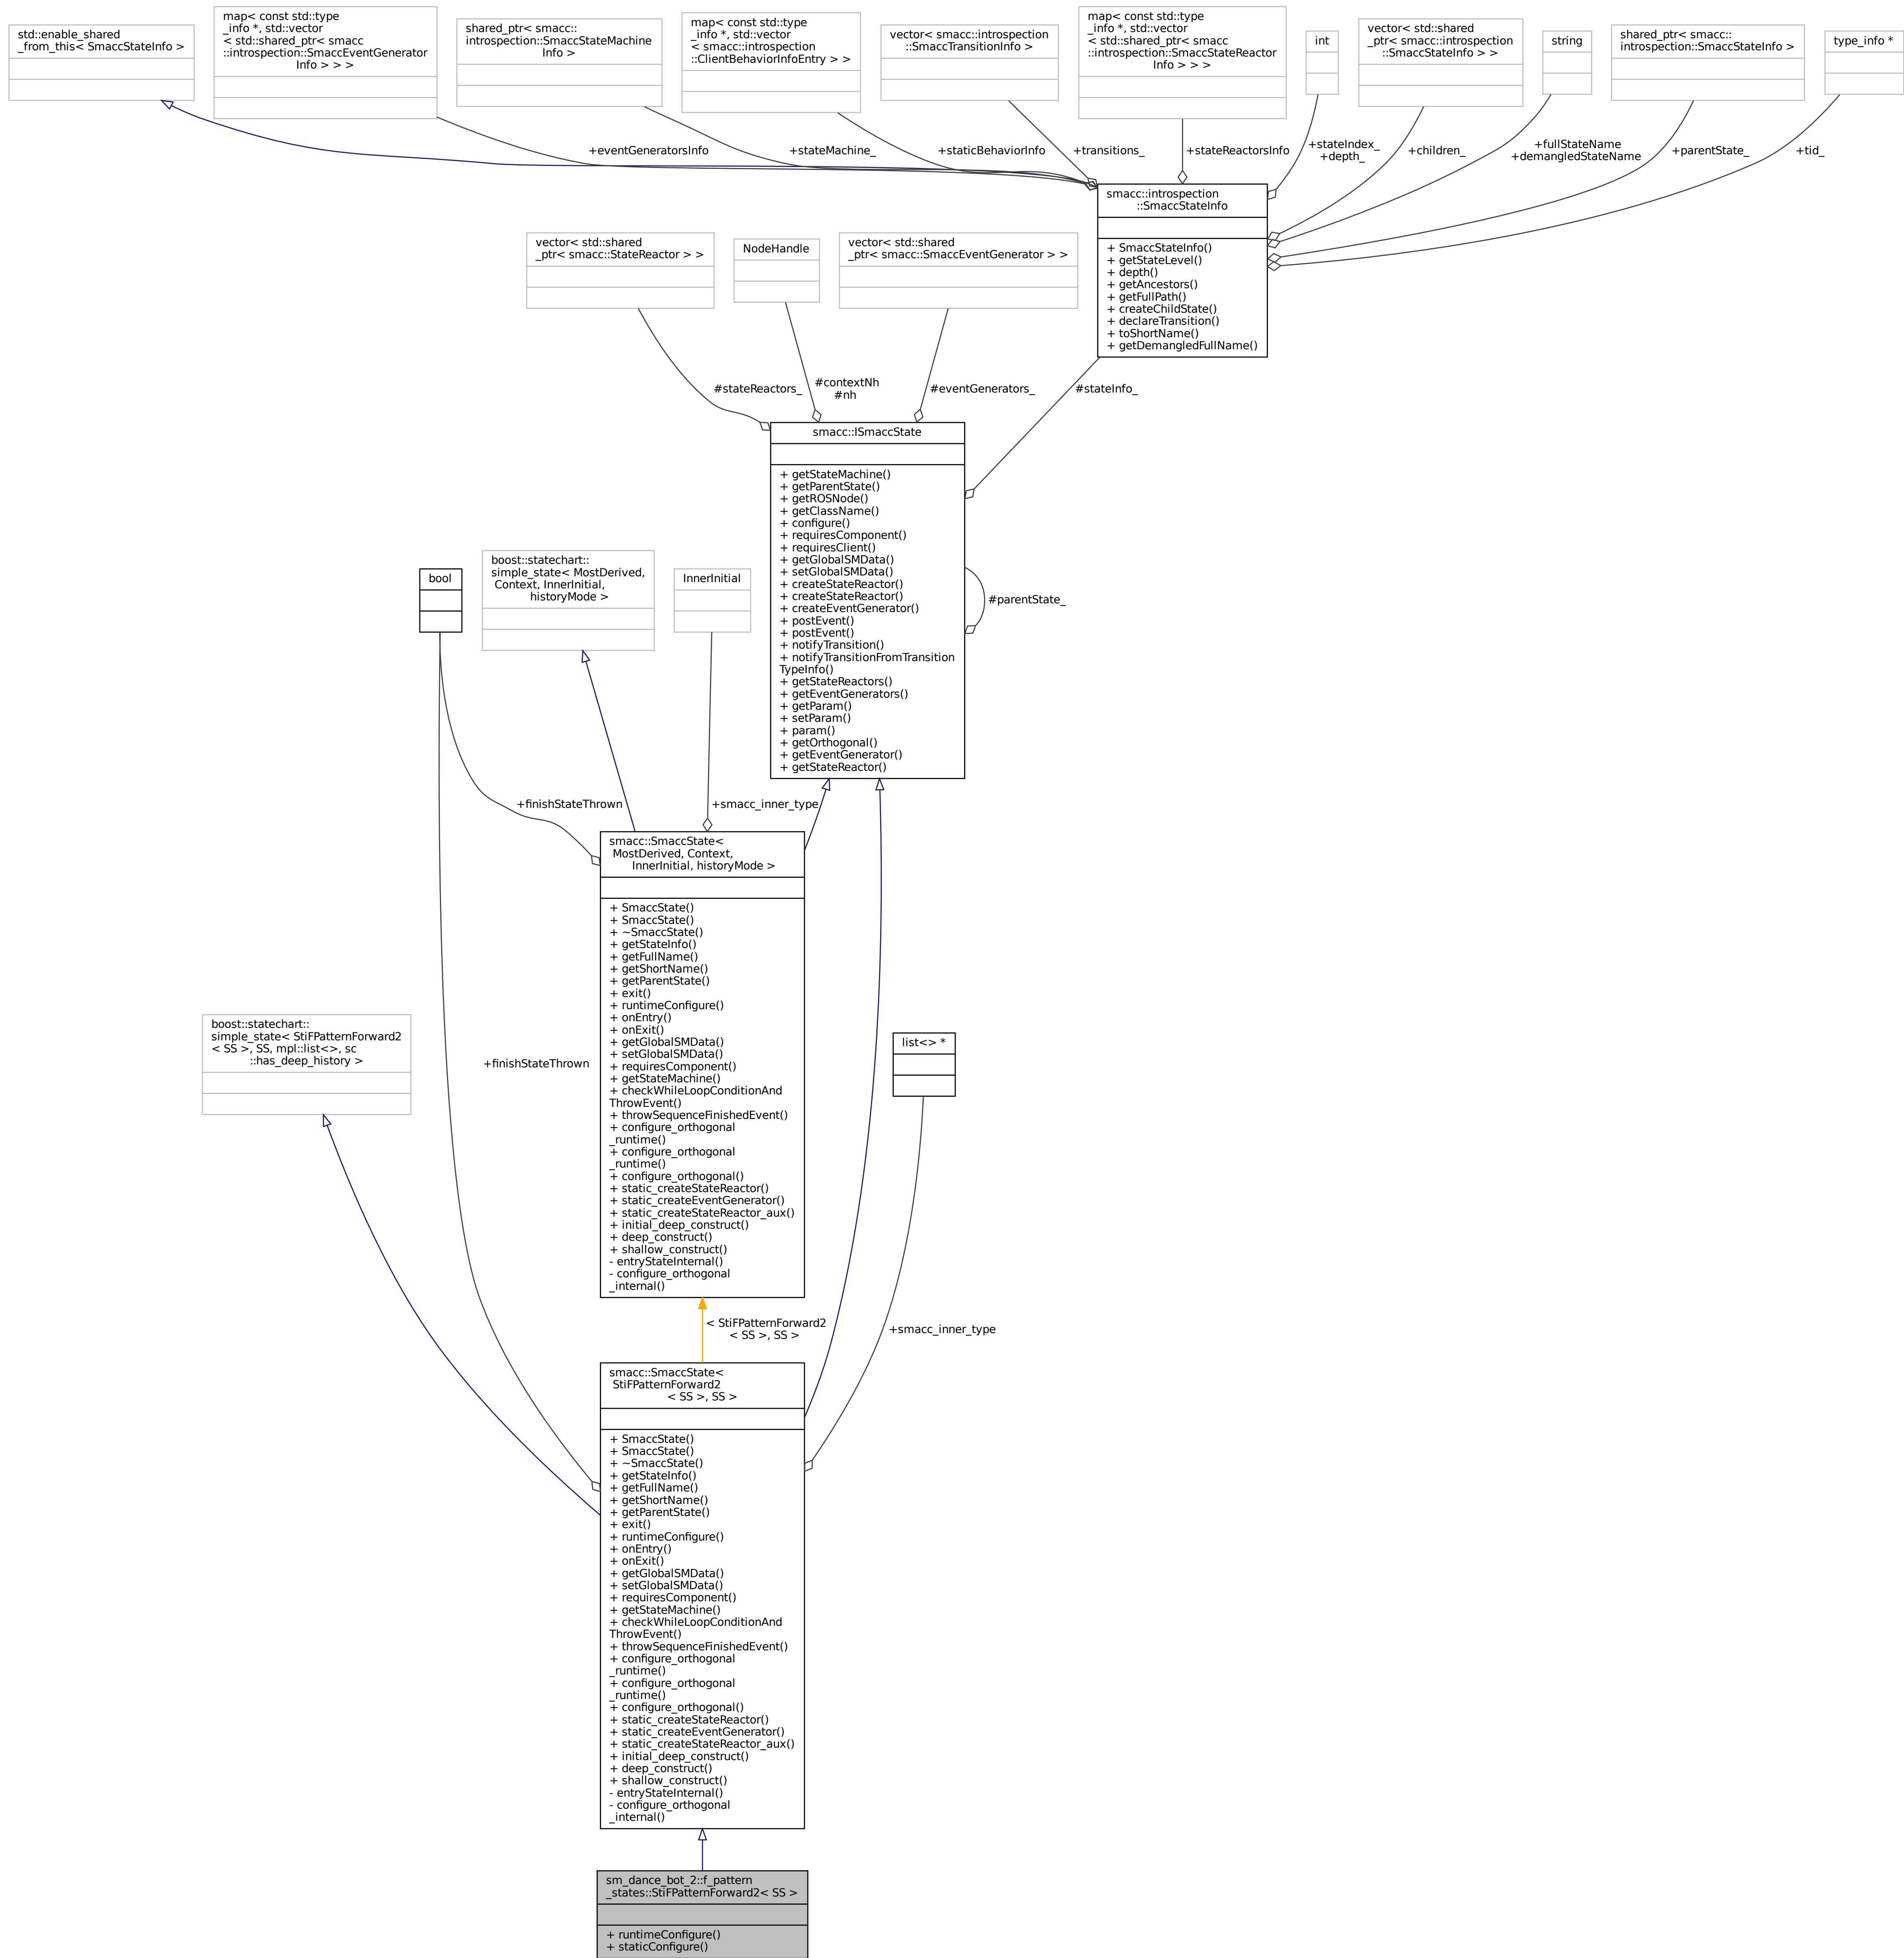 std::enable_shared
_from_this< SmaccStateInfo >
map< const std::type
_info *, std::vector
< std::shared_ptr< smacc
::introspection::SmaccEventGenerator
Info > > >
shared_ptr< smacc::
introspection::SmaccStateMachine
Info >
map< const std::type
_info *, std::vector
< smacc::introspection
::ClientBehaviorInfoEntry > >
vector< smacc::introspection
::SmaccTransitionInfo >
map< const std::type
_info *, std::vector
< std::shared_ptr< smacc
::introspection::SmaccStateReactor
Info > > >
int
vector< std::shared
_ptr< smacc::introspection
::SmaccStateInfo > >
string
shared_ptr< smacc::
introspection::SmaccStateInfo >
type_info *
+eventGeneratorsInfo
+stateMachine_
+staticBehaviorInfo
+transitions_
+stateReactorsInfo
+stateIndex_
+depth_
+children_
+fullStateName
+demangledStateName
+parentState_
+tid_
smacc::introspection
::SmaccStateInfo
+ SmaccStateInfo()
+ getStateLevel()
+ depth()
+ getAncestors()
+ getFullPath()
+ createChildState()
+ declareTransition()
+ toShortName()
+ getDemangledFullName()
vector< std::shared
_ptr< smacc::StateReactor > >
NodeHandle
vector< std::shared
_ptr< smacc::SmaccEventGenerator > >
#stateReactors_
#contextNh
#nh
#eventGenerators_
#stateInfo_
smacc::ISmaccState
+ getStateMachine()
+ getParentState()
+ getROSNode()
+ getClassName()
+ configure()
+ requiresComponent()
+ requiresClient()
+ getGlobalSMData()
+ setGlobalSMData()
+ createStateReactor()
+ createStateReactor()
+ createEventGenerator()
+ postEvent()
+ postEvent()
+ notifyTransition()
+ notifyTransitionFromTransition
TypeInfo()
+ getStateReactors()
+ getEventGenerators()
+ getParam()
+ setParam()
+ param()
+ getOrthogonal()
+ getEventGenerator()
+ getStateReactor()
#parentState_
bool
boost::statechart::
simple_state< MostDerived,
Context, InnerInitial,
historyMode >
InnerInitial
+finishStateThrown
+smacc_inner_type
smacc::SmaccState<
MostDerived, Context,
InnerInitial, historyMode >
+ SmaccState()
+ SmaccState()
+ ~SmaccState()
+ getStateInfo()
+ getFullName()
+ getShortName()
+ getParentState()
+ exit()
+ runtimeConfigure()
+ onEntry()
+ onExit()
+ getGlobalSMData()
+ setGlobalSMData()
+ requiresComponent()
+ getStateMachine()
+ checkWhileLoopConditionAnd
ThrowEvent()
+ throwSequenceFinishedEvent()
+ configure_orthogonal
_runtime()
+ configure_orthogonal
_runtime()
+ configure_orthogonal()
+ static_createStateReactor()
+ static_createEventGenerator()
+ static_createStateReactor_aux()
+ initial_deep_construct()
+ deep_construct()
+ shallow_construct()
- entryStateInternal()
- configure_orthogonal
_internal()
boost::statechart::
simple_state< StiFPatternForward2
< SS >, SS, mpl::list<>, sc
::has_deep_history >
+finishStateThrown
list<> *
< StiFPatternForward2
< SS >, SS >
+smacc_inner_type
smacc::SmaccState<
StiFPatternForward2
< SS >, SS >
+ SmaccState()
+ SmaccState()
+ ~SmaccState()
+ getStateInfo()
+ getFullName()
+ getShortName()
+ getParentState()
+ exit()
+ runtimeConfigure()
+ onEntry()
+ onExit()
+ getGlobalSMData()
+ setGlobalSMData()
+ requiresComponent()
+ getStateMachine()
+ checkWhileLoopConditionAnd
ThrowEvent()
+ throwSequenceFinishedEvent()
+ configure_orthogonal
_runtime()
+ configure_orthogonal
_runtime()
+ configure_orthogonal()
+ static_createStateReactor()
+ static_createEventGenerator()
+ static_createStateReactor_aux()
+ initial_deep_construct()
+ deep_construct()
+ shallow_construct()
- entryStateInternal()
- configure_orthogonal
_internal()
sm_dance_bot_2::f_pattern
_states::StiFPatternForward2< SS >
+ runtimeConfigure()
+ staticConfigure()